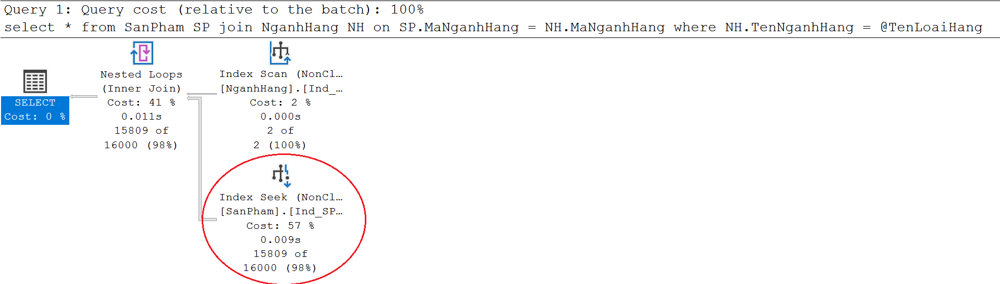 Query 1: Query cost (relative to the batch): 100%
select * from SanPham SP join NganhHang NH on SP.MaNganhHang = NH.MaNganhHang where NH.TenNganhHang = @TenLoaiHang
SELECT
Cost: 0 %
Nested Loops
(Inner Join)
Cost: 41 %
0.011s
15809 of
16000 (98%)
Index Scan (NonCl…
[NganhHang].[Ind_…
Cost: 2 %
0.000s
2 of
2 (100%)
Index Seek (NonCl…
[SanPham].[Ind_SP…
Cost: 57 %
0.009s
15809 of
16000 (98%)